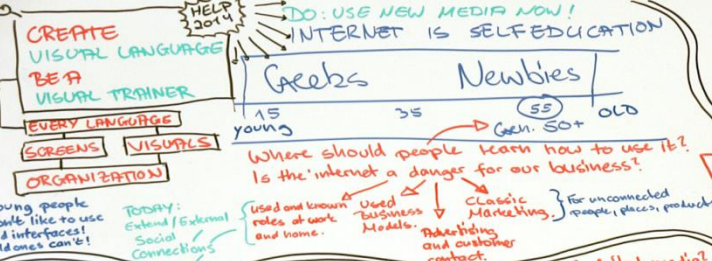 HELP
2014
CREATE
VISUAL LANGUAGE
BE A
VISUAL TRAINER
EVERY LANGUAGE
SCREENS
VISUALS
ORGANIZATION
DO: USE NEW MEDIA NOW!
INTERNET IS SELFEDUCATION
Newbies
15 35 55 OLD
young Gen. 50+
Where should people learn how to use it?
Is the internet a danger for our business?
oung people
on't like to use
d interfaces!
ld ones can't!
TODAY:
Extend / External
Social
Connections
used and known
roles at work
and home.
Used
Business
Models.
Advertising
and customer
contact.
Classic
Marketing.
For unconnected
people, places, product